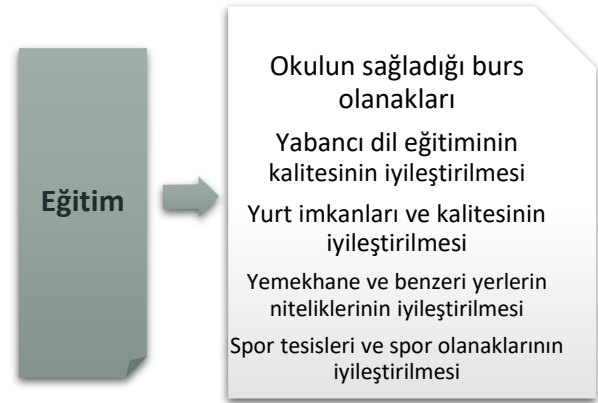 Eğitim
Okulun sağladığı burs
olanakları
Yabancı dil eğitiminin
kalitesinin iyileştirilmesi
Yurt imkanları ve kalitesinin
iyileştirilmesi
Yemekhane ve benzeri yerlerin
niteliklerinin iyileştirilmesi
Spor tesisleri ve spor olanaklarının
iyileştirilmesi